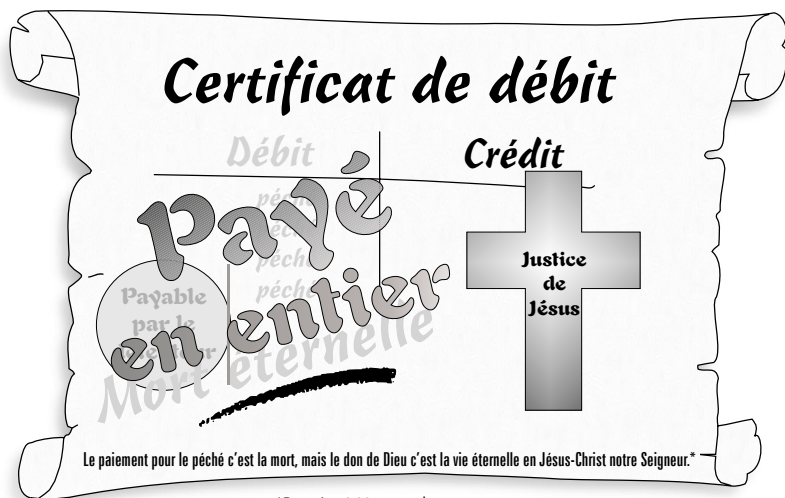 Certificat de débit
Débit
Crédit
péché
péché
péché
péché
Payé
en entier
Payable
par le
Mort éternelle
Justice
de
Jésus
Le paiement pour le péché c'est la mort, mais le don de Dieu c'est la vie éternelle en Jésus-Christ notre Seigneur.*